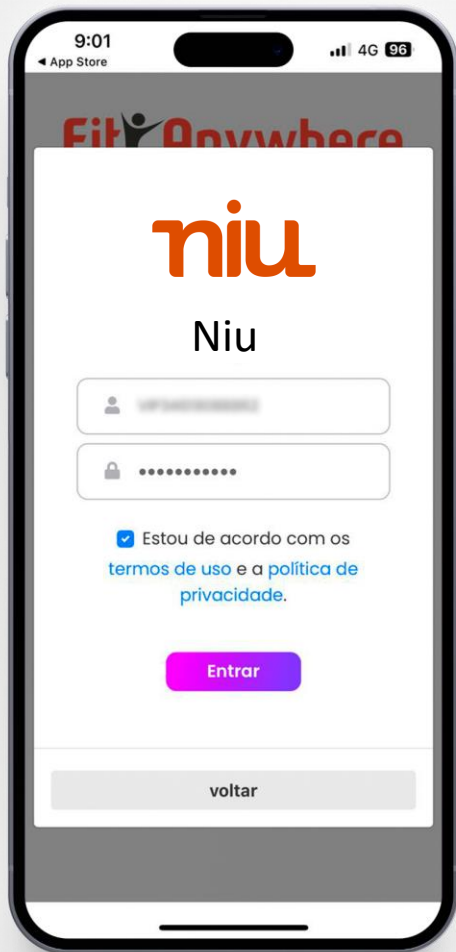 9:01
4G 96
◀ App Store
Fit Anywhere
niu
Niu
Estou de acordo com os
termos de uso e a política de
privacidade.
Entrar
voltar